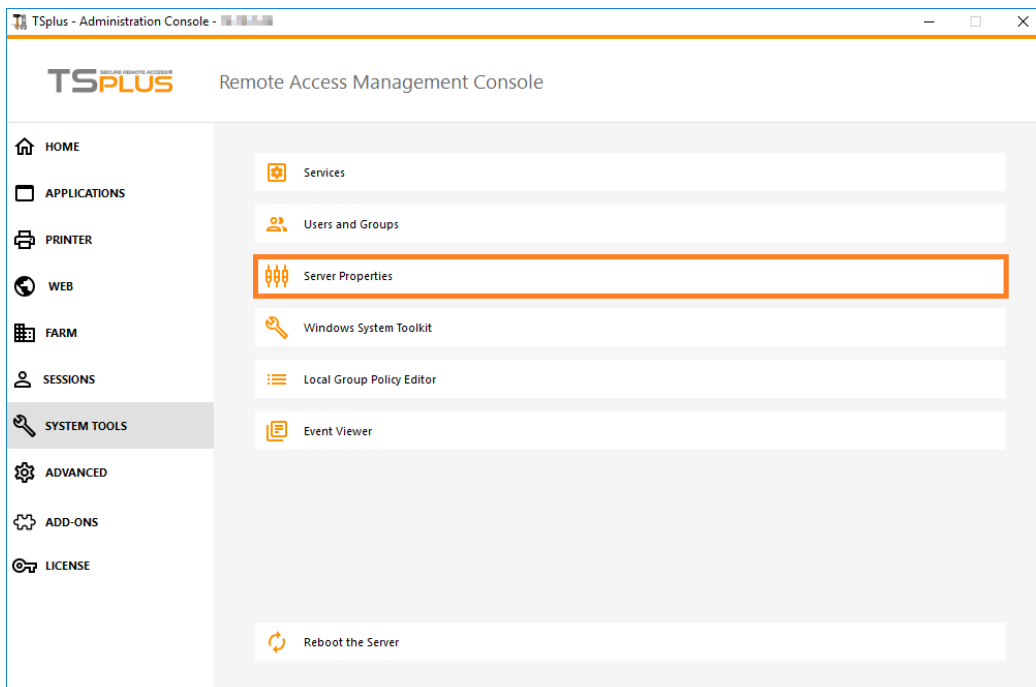 TSplus - Administration Console -
TSPLUS
SECURE REMOTE ACCESS
Remote Access Management Console
HOME
APPLICATIONS
PRINTER
WEB
FARM
SESSIONS
SYSTEM TOOLS
ADVANCED
ADD-ONS
LICENSE
Services
Users and Groups
Server Properties
Windows System Toolkit
Local Group Policy Editor
Event Viewer
Reboot the Server